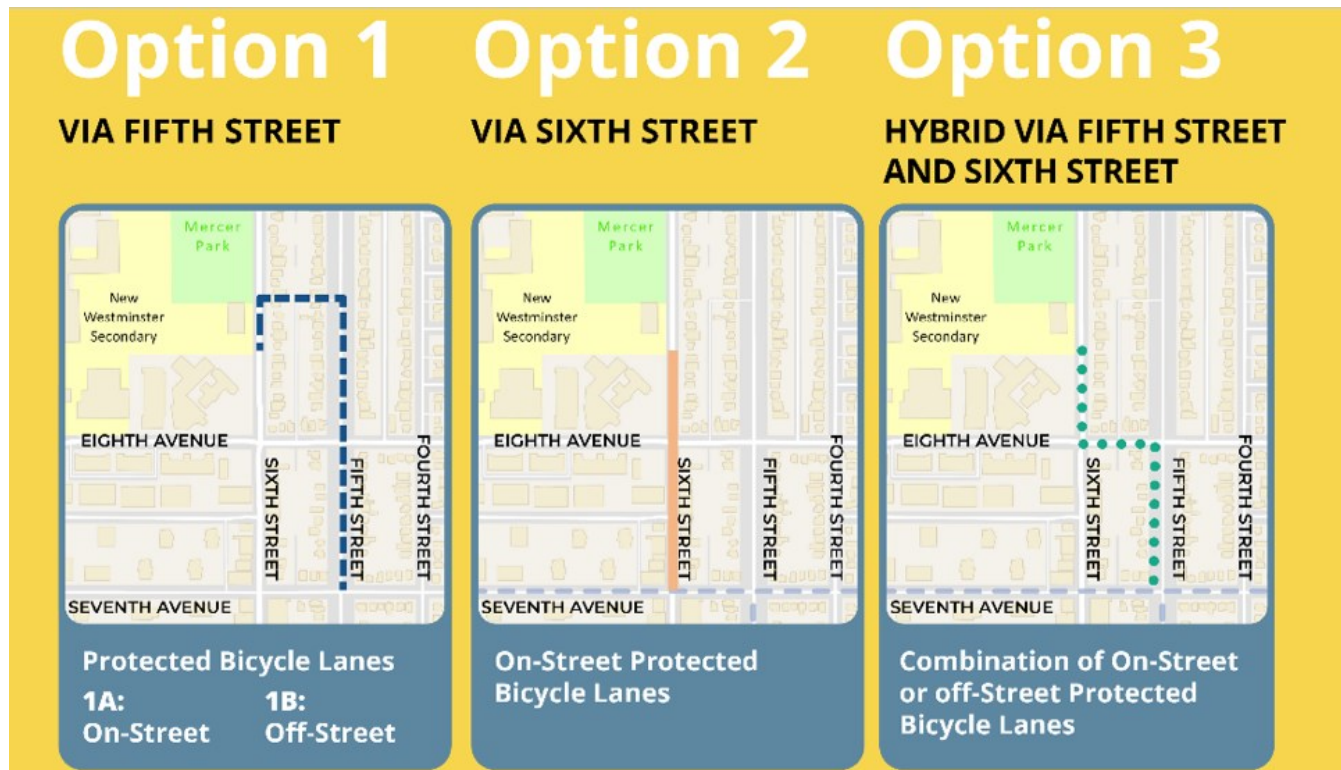 Option 1
VIA FIFTH STREET
Mercer
Park
New
Westminster
Secondary
EIGHTH AVENUE
SIXTH STREET
FIFTH STREET
FOURTH STREET
SEVENTH AVENUE
Protected Bicycle Lanes
1A:
On-Street
1B:
Off-Street
Option 2
VIA SIXTH STREET
Mercer
Park
New
Westminster
Secondary
EIGHTH AVENUE
SIXTH STREET
FIFTH STREET
FOURTH STREET
SEVENTH AVENUE
On-Street Protected
Bicycle Lanes
Option 3
HYBRID VIA FIFTH STREET
AND SIXTH STREET
Mercer
Park
New
Westminster
Secondary
EIGHTH AVENUE
SIXTH STREET
FIFTH STREET
FOURTH STREET
SEVENTH AVENUE
Combination of On-Street
or off-Street Protected
Bicycle Lanes